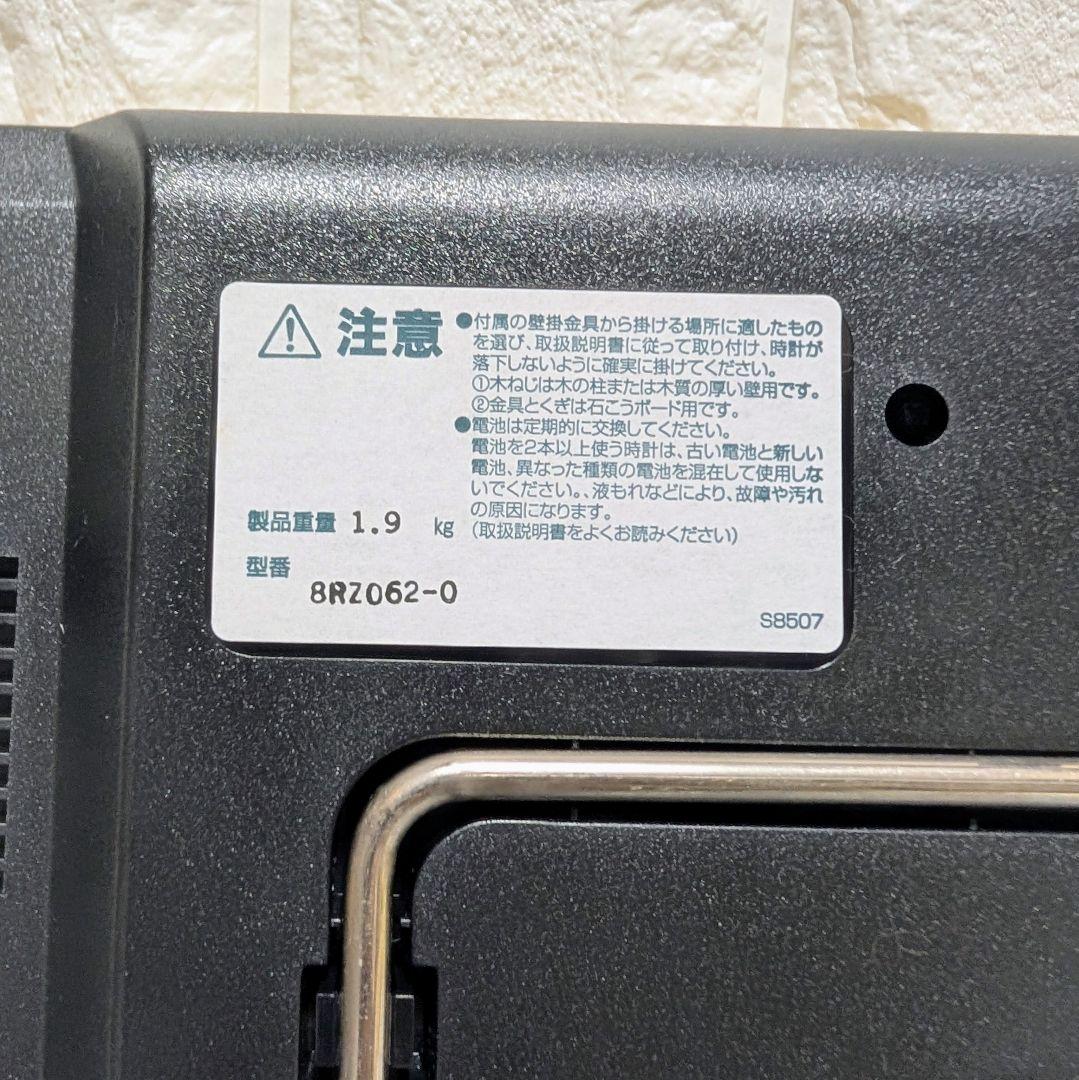 注意
●付属の壁掛金具から掛ける場所に適したもの
を選び、取扱説明書に従って取り付け、時計が
落下しないように確実に掛けてください。
①木ねじは木の柱または木質の厚い壁用です。
②金具とくぎは石こうボード用です。
●電池は定期的に交換してください。
電池を2本以上使う時計は、古い電池と新しい
電池、異なった種類の電池を混在して使用しな
いでください。、液もれなどにより、故障や汚れ
の原因になります。
(取扱説明書をよくお読みください)
製品重量 1.9 kg
型番
8RZ062-0
S8507